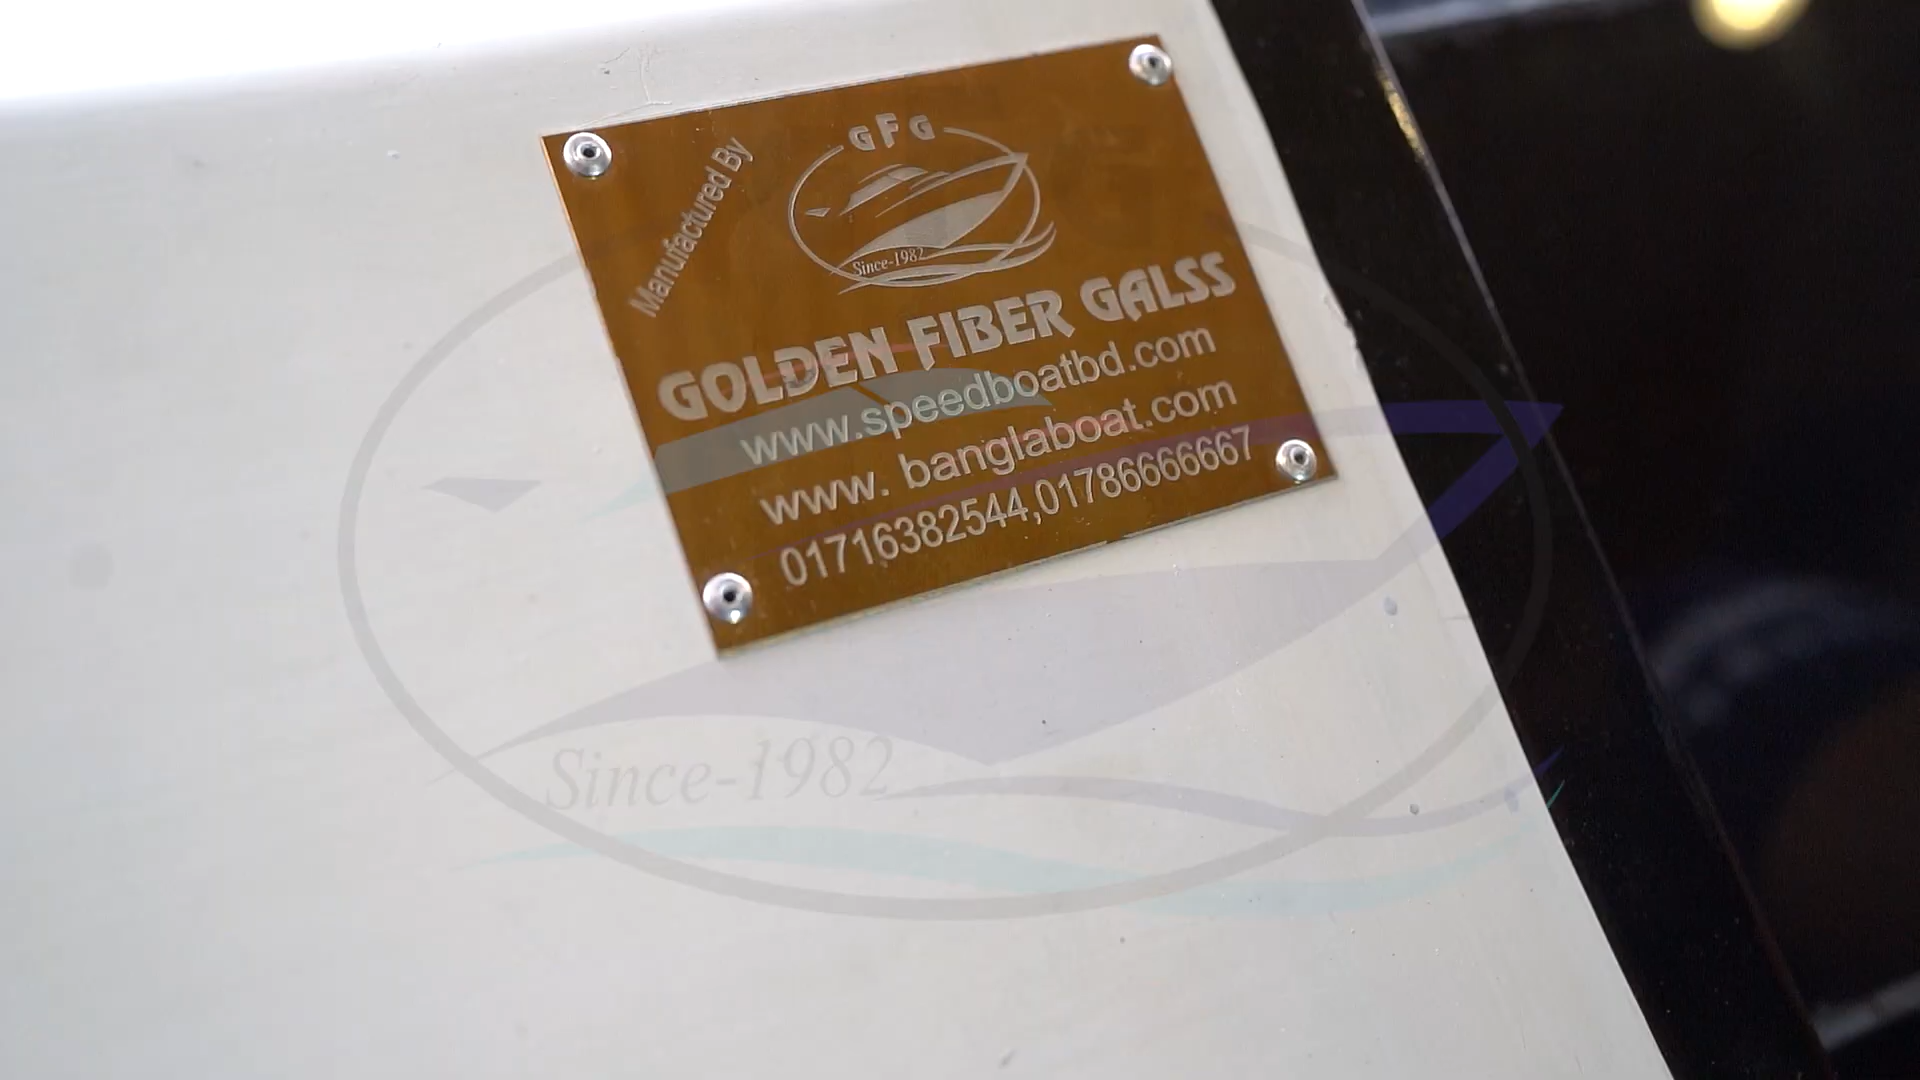 Manufactured By
GFG
Since-1982
GOLDEN FIBER GALSS
www.speedboatbd.com
www. banglaboat.com
01716382544,01786666667
Since-1982